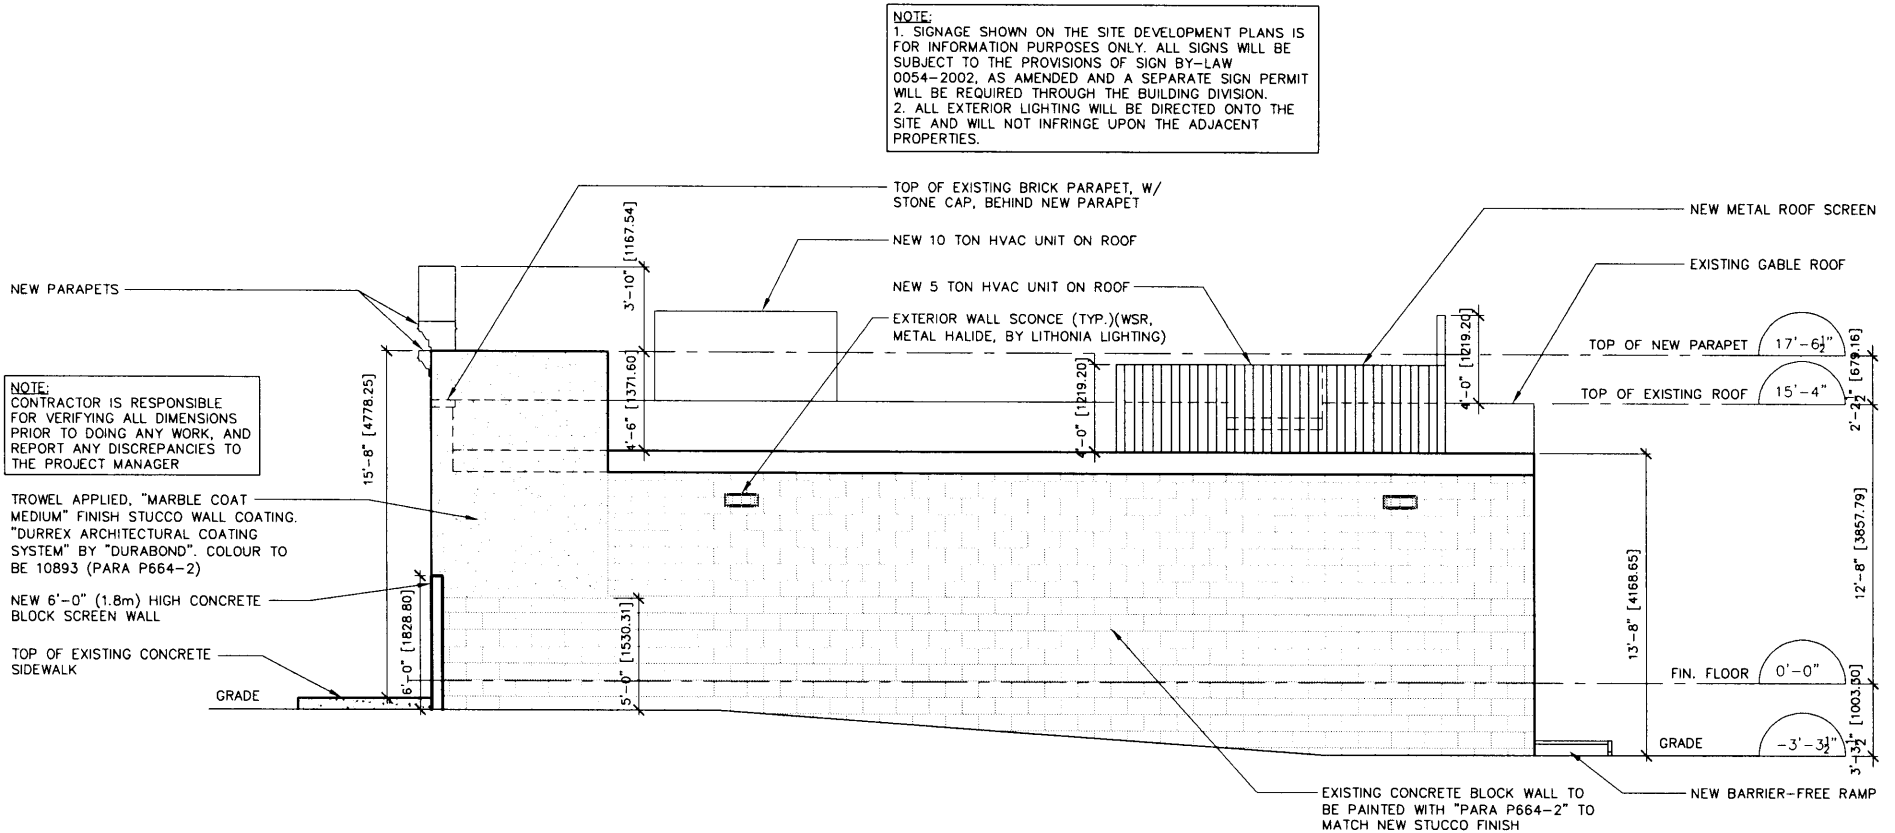 NOTE:
1. SIGNAGE SHOWN ON THE SITE DEVELOPMENT PLANS IS
FOR INFORMATION PURPOSES ONLY. ALL SIGNS WILL BE
SUBJECT TO THE PROVISIONS OF SIGN BY-LAW
0054-2002, AS AMENDED AND A SEPARATE SIGN PERMIT
WILL BE REQUIRED THROUGH THE BUILDING DIVISION.
2. ALL EXTERIOR LIGHTING WILL BE DIRECTED ONTO THE
SITE AND WILL NOT INFRINGE UPON THE ADJACENT
PROPERTIES.
TOP OF EXISTING BRICK PARAPET, W/
STONE CAP, BEHIND NEW PARAPET
NEW 10 TON HVAC UNIT ON ROOF
NEW 5 TON HVAC UNIT ON ROOF
EXTERIOR WALL SCONCE (TYP.)(WSR,
METAL HALIDE, BY LITHONIA LIGHTING)
NEW METAL ROOF SCREEN
EXISTING GABLE ROOF
NEW PARAPETS
NOTE:
CONTRACTOR IS RESPONSIBLE
FOR VERIFYING ALL DIMENSIONS
PRIOR TO DOING ANY WORK, AND
REPORT ANY DISCREPANCIES TO
THE PROJECT MANAGER
TROWEL APPLIED, "MARBLE COAT
MEDIUM" FINISH STUCCO WALL COATING.
"DURREX ARCHITECTURAL COATING
SYSTEM" BY "DURABOND". COLOUR TO
BE 10893 (PARA P664-2)
NEW 6'-0" (1.8m) HIGH CONCRETE
BLOCK SCREEN WALL
TOP OF EXISTING CONCRETE
SIDEWALK
GRADE
15'-8" [4778.25]
6'-0" [1828.80]
3'-10" [1167.54]
4'-6" [1371.60]
5'-0" [1530.31]
4'-0" [1219.20]
4'-0" [1219.20]
13'-8" [4168.65]
TOP OF NEW PARAPET 17'-6½"
TOP OF EXISTING ROOF 15'-4"
FIN. FLOOR 0'-0"
GRADE -3'-3½"
2'-2½" [679.16]
12'-8" [3857.79]
3'-3½" [1003.30]
NEW BARRIER-FREE RAMP
EXISTING CONCRETE BLOCK WALL TO
BE PAINTED WITH "PARA P664-2" TO
MATCH NEW STUCCO FINISH